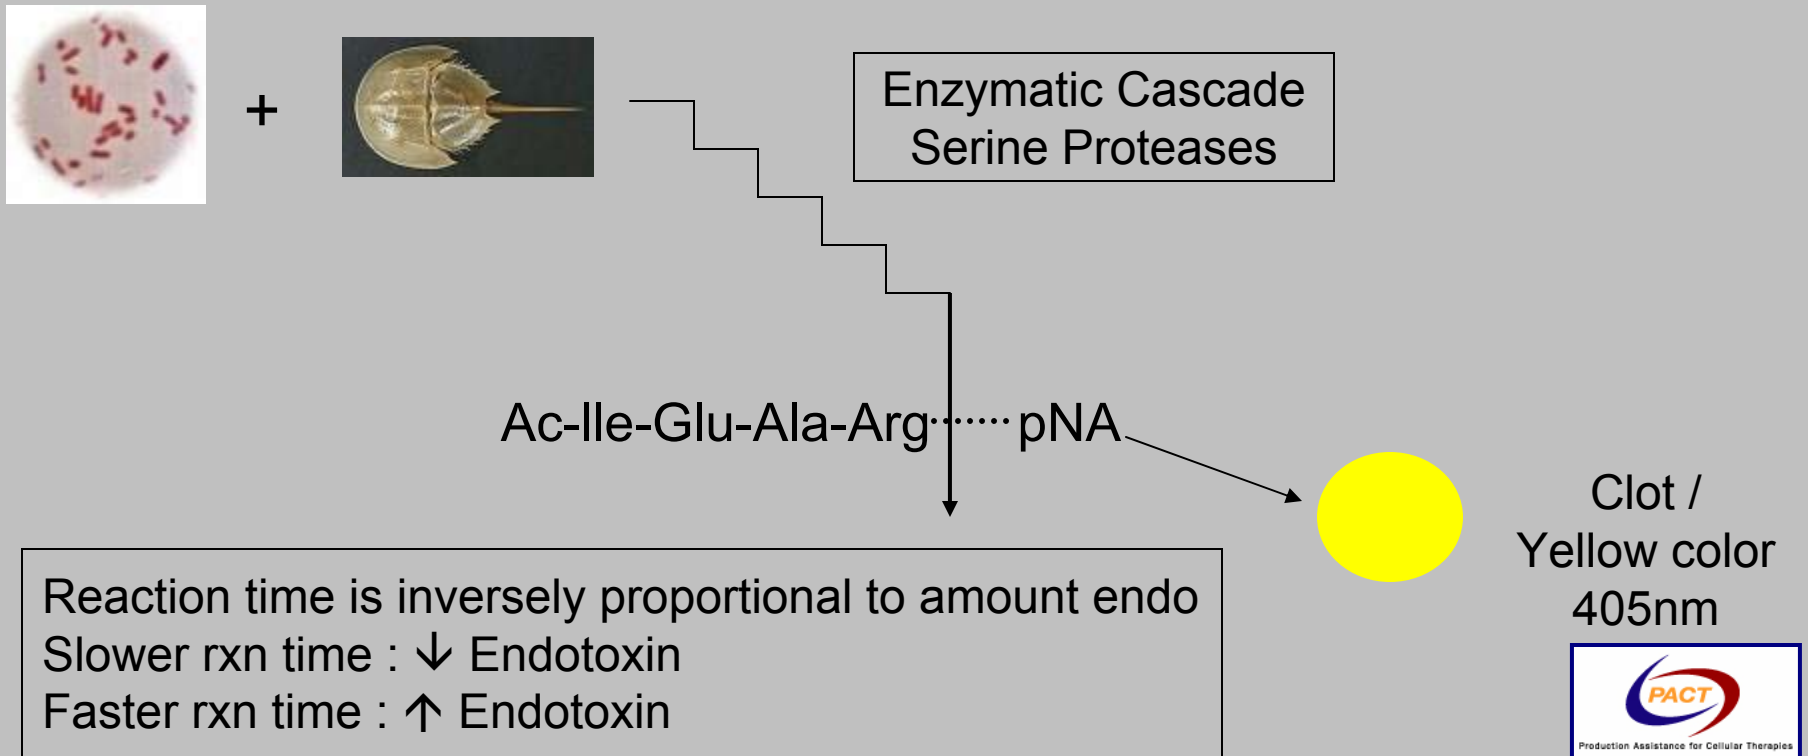 +
Enzymatic Cascade
Serine Proteases
Ac-Ile-Glu-Ala-Arg·······pNA
Clot /
Yellow color
405nm
Reaction time is inversely proportional to amount endo
Slower rxn time : ↓ Endotoxin
Faster rxn time : ↑ Endotoxin
PACT
Production Assistance for Cellular Therapies